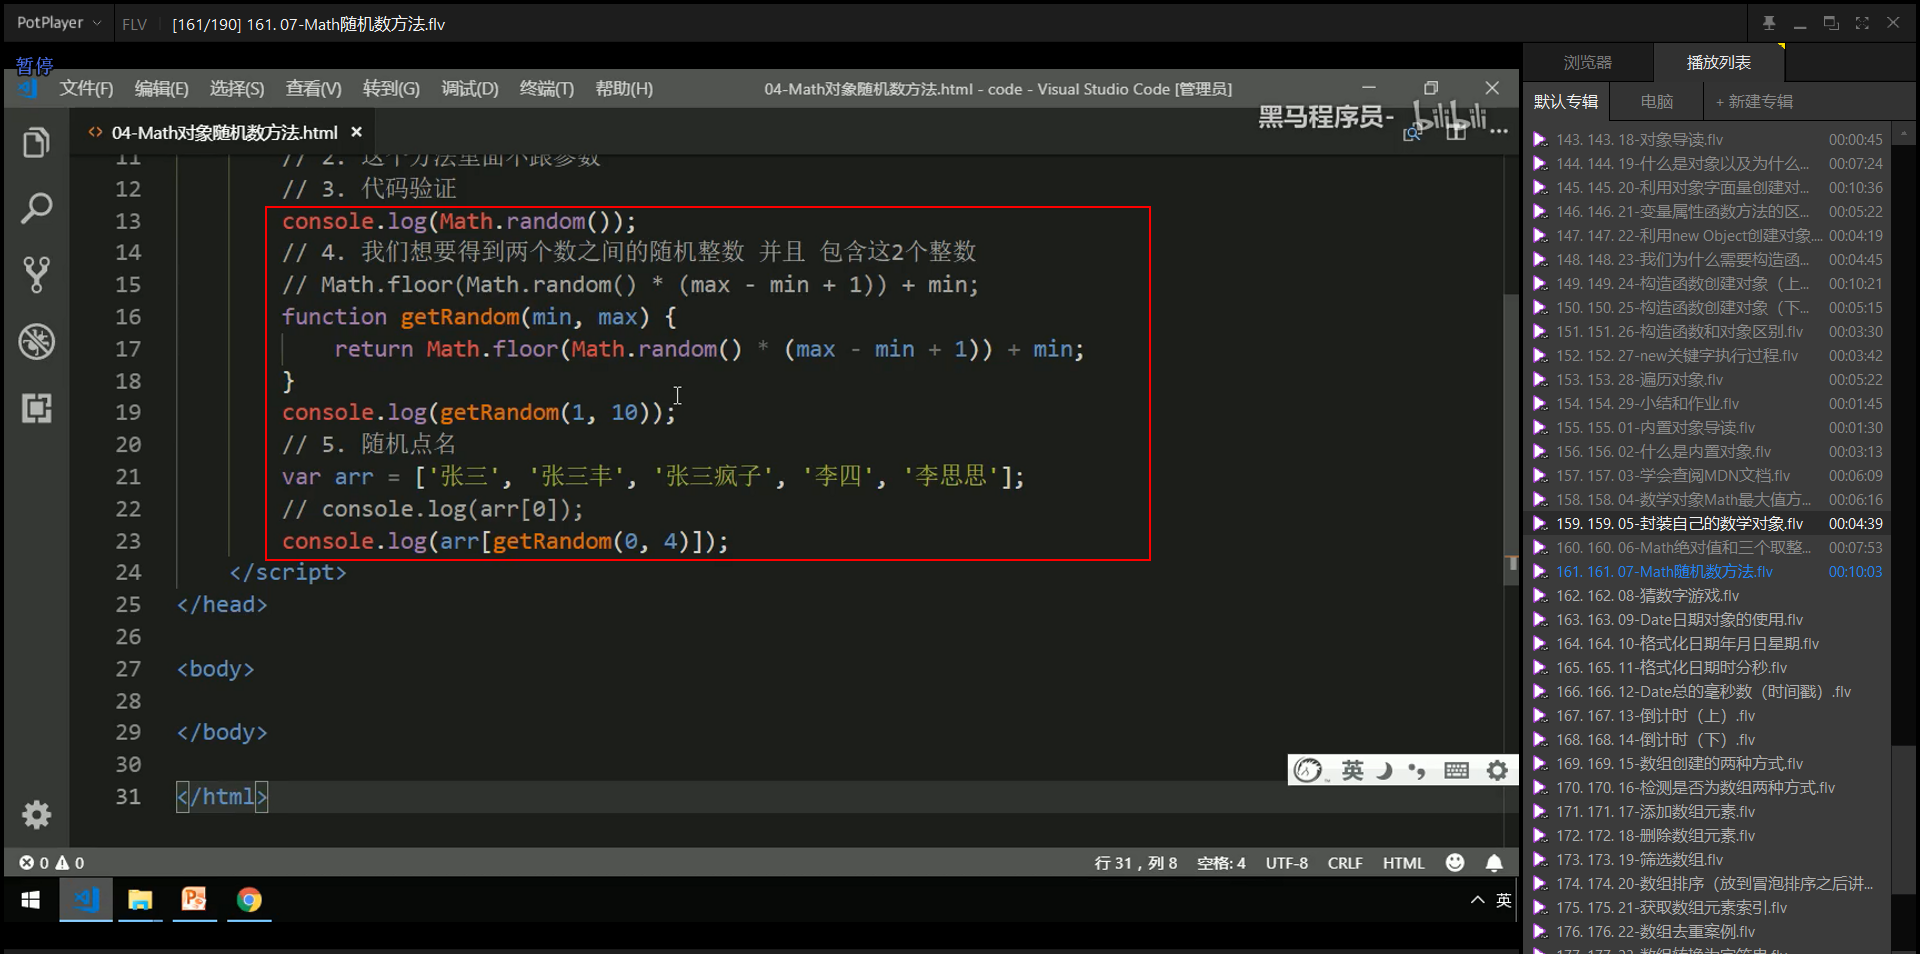 PotPlayer
FLV
[161/190] 161. 07-Math随机数方法.flv
暂停
文件(F) 编辑(E) 选择(S) 查看(V) 转到(G) 调试(D) 终端(T) 帮助(H)
04-Math对象随机数方法.html - code - Visual Studio Code [管理员]
<> 04-Math对象随机数方法.html ×
黑马程序员-
bilibili
11 // 2. 这个方法里面不跟参数
12 // 3. 代码验证
13 console.log(Math.random());
14 // 4. 我们想要得到两个数之间的随机整数 并且 包含这2个整数
15 // Math.floor(Math.random() * (max - min + 1)) + min;
16 function getRandom(min, max) {
17 return Math.floor(Math.random() * (max - min + 1)) + min;
18 }
19 console.log(getRandom(1, 10));
20 // 5. 随机点名
21 var arr = ['张三', '张三丰', '张三疯子', '李四', '李思思'];
22 // console.log(arr[0]);
23 console.log(arr[getRandom(0, 4)]);
24 </script>
25 </head>
26
27 <body>
28
29 </body>
30
31 </html>
英
0 0
行 31，列 8 空格: 4 UTF-8 CRLF HTML
英
浏览器 播放列表
默认专辑 电脑 + 新建专辑
143. 143. 18-对象导读.flv 00:00:45
144. 144. 19-什么是对象以及为什么... 00:07:24
145. 145. 20-利用对象字面量创建对... 00:10:36
146. 146. 21-变量属性函数方法的区... 00:05:22
147. 147. 22-利用new Object创建对象.... 00:04:19
148. 148. 23-我们为什么需要构造函... 00:04:45
149. 149. 24-构造函数创建对象（上... 00:10:21
150. 150. 25-构造函数创建对象（下... 00:05:15
151. 151. 26-构造函数和对象区别.flv 00:03:30
152. 152. 27-new关键字执行过程.flv 00:03:42
153. 153. 28-遍历对象.flv 00:05:22
154. 154. 29-小结和作业.flv 00:01:45
155. 155. 01-内置对象导读.flv 00:01:30
156. 156. 02-什么是内置对象.flv 00:03:13
157. 157. 03-学会查阅MDN文档.flv 00:06:09
158. 158. 04-数学对象Math最大值方... 00:06:16
159. 159. 05-封装自己的数学对象.flv 00:04:39
160. 160. 06-Math绝对值和三个取整... 00:07:53
161. 161. 07-Math随机数方法.flv 00:10:03
162. 162. 08-猜数字游戏.flv
163. 163. 09-Date日期对象的使用.flv
164. 164. 10-格式化日期年月日星期.flv
165. 165. 11-格式化日期时分秒.flv
166. 166. 12-Date总的毫秒数（时间戳）.flv
167. 167. 13-倒计时（上）.flv
168. 168. 14-倒计时（下）.flv
169. 169. 15-数组创建的两种方式.flv
170. 170. 16-检测是否为数组两种方式.flv
171. 171. 17-添加数组元素.flv
172. 172. 18-删除数组元素.flv
173. 173. 19-筛选数组.flv
174. 174. 20-数组排序（放到冒泡排序之后讲...
175. 175. 21-获取数组元素索引.flv
176. 176. 22-数组去重案例.flv
177. 177. 23-数组转换为字符串.flv